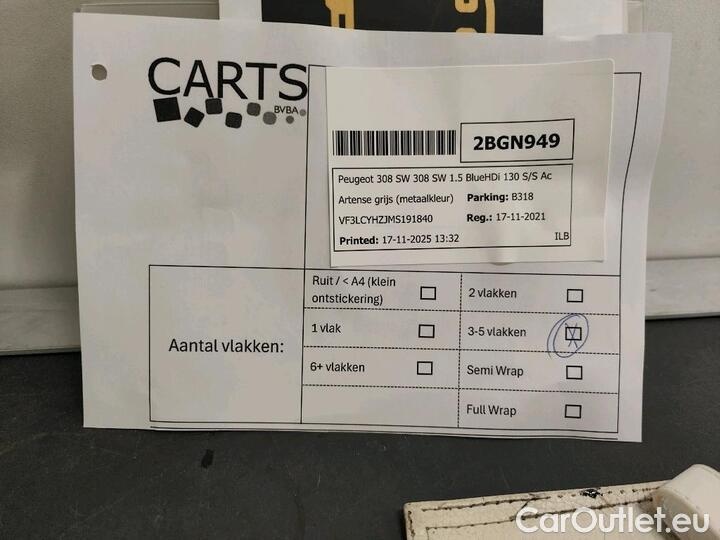 CARTS
BVBA
2BGN949
Peugeot 308 SW 308 SW 1.5 BlueHDi 130 S/S Ac
Artense grijs (metaalkleur) Parking: B318
VF3LCYHZJMS191840 Reg.: 17-11-2021
Printed: 17-11-2025 13:32 ILB
Aantal vlakken:
Ruit / < A4 (klein
ontstickering)
2 vlakken
1 vlak
3-5 vlakken
6+ vlakken
Semi Wrap
Full Wrap
CarOutlet.eu